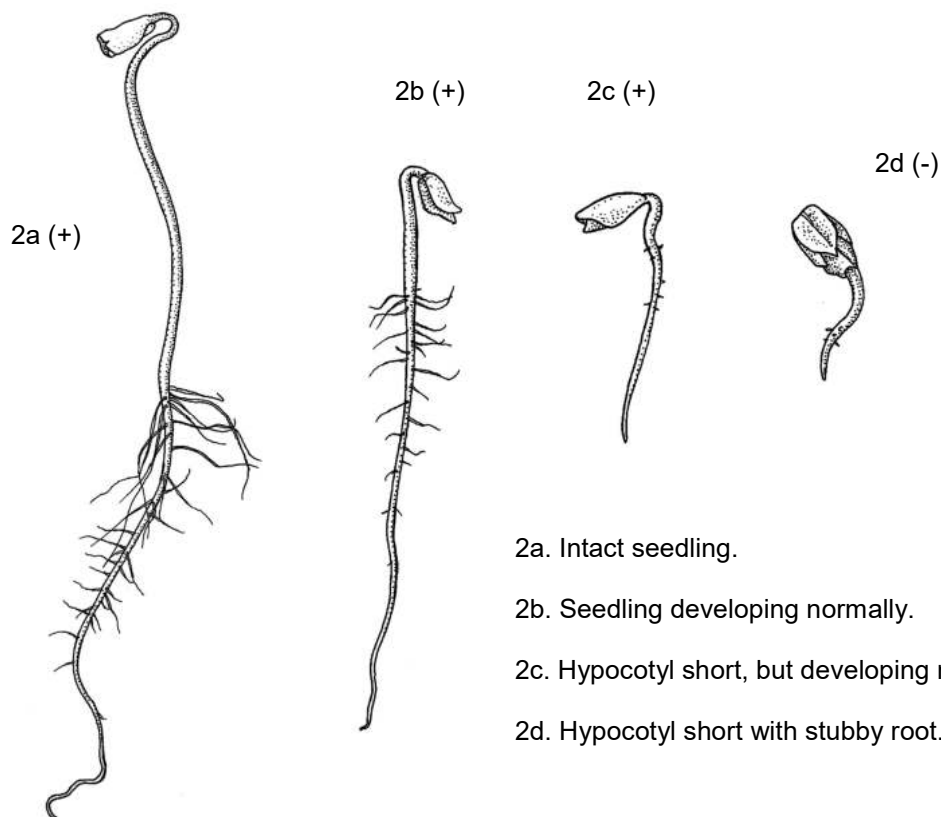 2b (+)
2c (+)
2d (-)
2a (+)
2a. Intact seedling.
2b. Seedling developing normally.
2c. Hypocotyl short, but developing
2d. Hypocotyl short with stubby root.